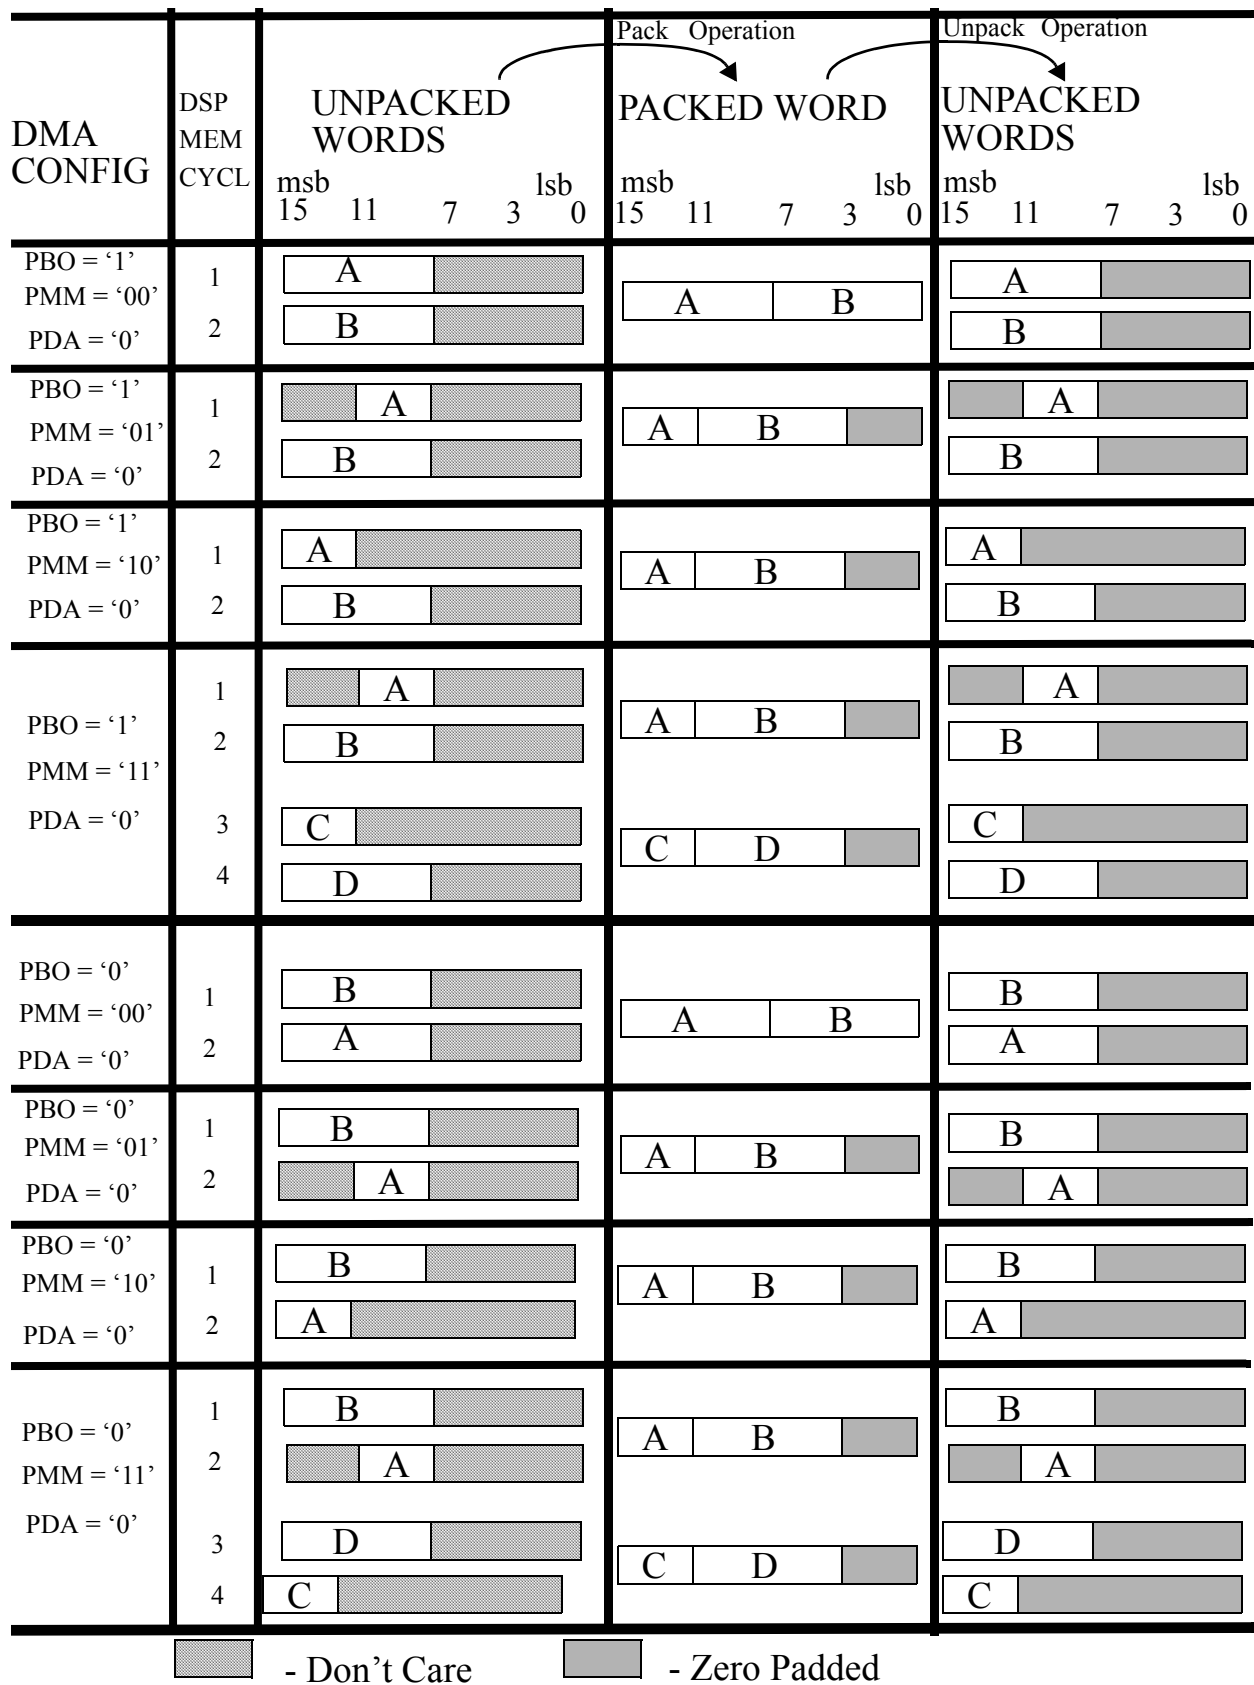 Pack Operation
Unpack Operation
DMA
CONFIG
DSP
MEM
CYCL
UNPACKED
WORDS
msb lsb
15 11 7 3 0
PACKED WORD
msb lsb
15 11 7 3 0
UNPACKED
WORDS
msb lsb
15 11 7 3 0
PBO = ‘1’
PMM = ‘00’
PDA = ‘0’
1 A A B A
2 B B
PBO = ‘1’
PMM = ‘01’
PDA = ‘0’
1 A A B A
2 B B
PBO = ‘1’
PMM = ‘10’
PDA = ‘0’
1 A A B A
2 B B
PBO = ‘1’
PMM = ‘11’
PDA = ‘0’
1 A A B A
2 B B
3 C C D C
4 D D
PBO = ‘0’
PMM = ‘00’
PDA = ‘0’
1 B A B B
2 A A
PBO = ‘0’
PMM = ‘01’
PDA = ‘0’
1 B A B B
2 A A
PBO = ‘0’
PMM = ‘10’
PDA = ‘0’
1 B A B B
2 A A
PBO = ‘0’
PMM = ‘11’
PDA = ‘0’
1 B A B B
2 A A
3 D C D D
4 C C
- Don’t Care
- Zero Padded